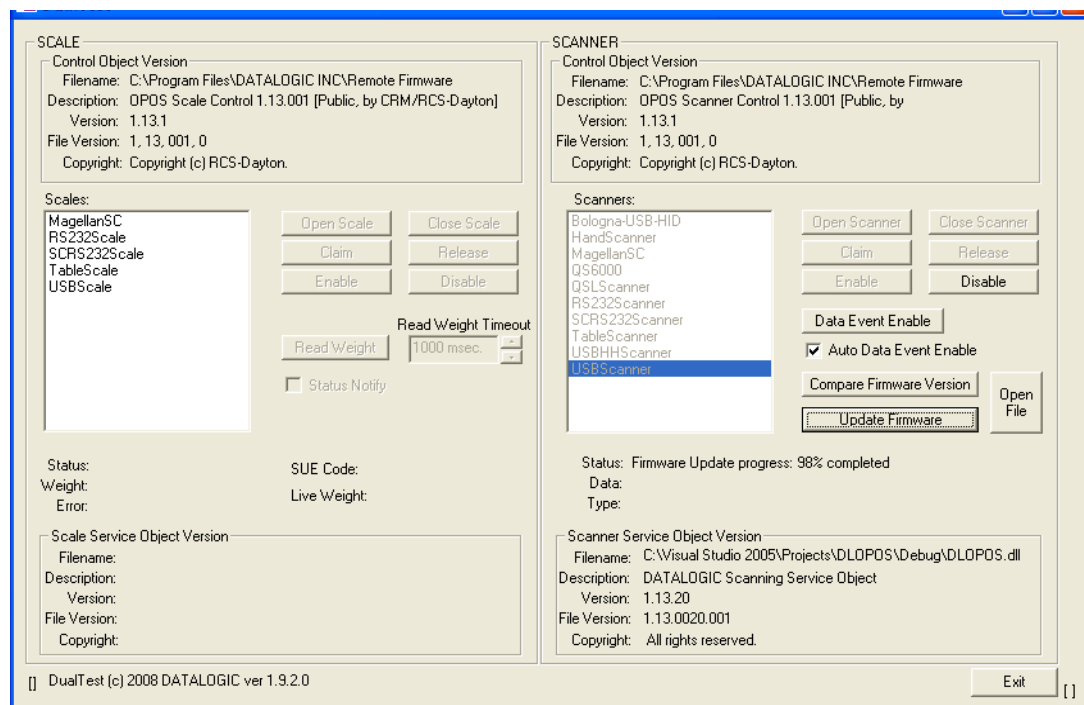 SCALE
Control Object Version
Filename: C:\Program Files\DATALOGIC INC\Remote Firmware
Description: OPOS Scale Control 1.13.001 [Public, by CRM/RCS-Dayton]
Version: 1.13.1
File Version: 1, 13, 001, 0
Copyright: Copyright (c) RCS-Dayton.
Scales:
MagellanSC
RS232Scale
SCRS232Scale
TableScale
USBScale
Open Scale
Close Scale
Claim
Release
Enable
Disable
Read Weight Timeout
Read Weight
1000 msec.
Status Notify
Status:
Weight:
Error:
SUE Code:
Live Weight:
Scale Service Object Version
Filename:
Description:
Version:
File Version:
Copyright:
SCANNER
Control Object Version
Filename: C:\Program Files\DATALOGIC INC\Remote Firmware
Description: OPOS Scanner Control 1.13.001 [Public, by
Version: 1.13.1
File Version: 1, 13, 001, 0
Copyright: Copyright (c) RCS-Dayton.
Scanners:
Bologna-USB-HID
HandScanner
MagellanSC
QS6000
QSLScanner
RS232Scanner
SCRS232Scanner
TableScanner
USBHHScanner
USBScanner
Open Scanner
Close Scanner
Claim
Release
Enable
Disable
Data Event Enable
Auto Data Event Enable
Compare Firmware Version
Update Firmware
Open
File
Status: Firmware Update progress: 98% completed
Data:
Type:
Scanner Service Object Version
Filename: C:\Visual Studio 2005\Projects\DLOPOS\Debug\DLOPOS.dll
Description: DATALOGIC Scanning Service Object
Version: 1.13.20
File Version: 1.13.0020.001
Copyright: All rights reserved.
[] DualTest (c) 2008 DATALOGIC ver 1.9.2.0
Exit
[ ]